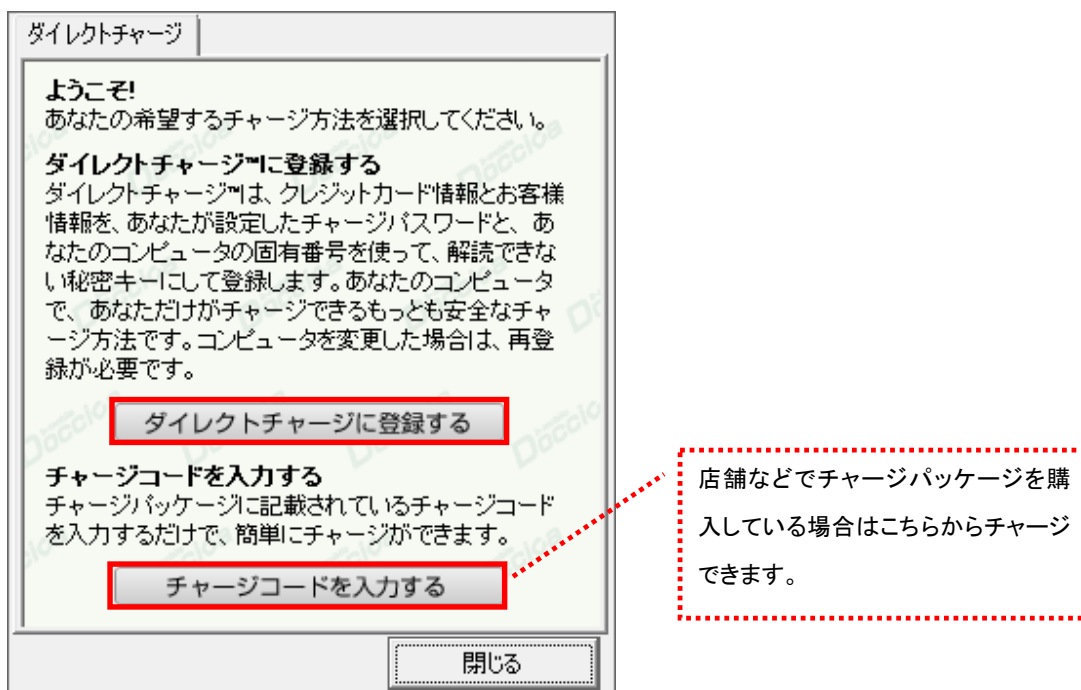 ダイレクトチャージ
ようこそ!
あなたの希望するチャージ方法を選択してください。
ダイレクトチャージ™に登録する
ダイレクトチャージ™は、クレジットカード情報とお客様
情報を、あなたが設定したチャージパスワードと、あ
なたのコンピュータの固有番号を使って、解読できな
い秘密キーにして登録します。あなたのコンピュータ
で、あなただけがチャージできるもっとも安全なチャ
ージ方法です。コンピュータを変更した場合は、再登
録が必要です。
ダイレクトチャージに登録する
チャージコードを入力する
チャージパッケージに記載されているチャージコード
を入力するだけで、簡単にチャージができます。
チャージコードを入力する
閉じる
店舗などでチャージパッケージを購
入している場合はこちらからチャージ
できます。